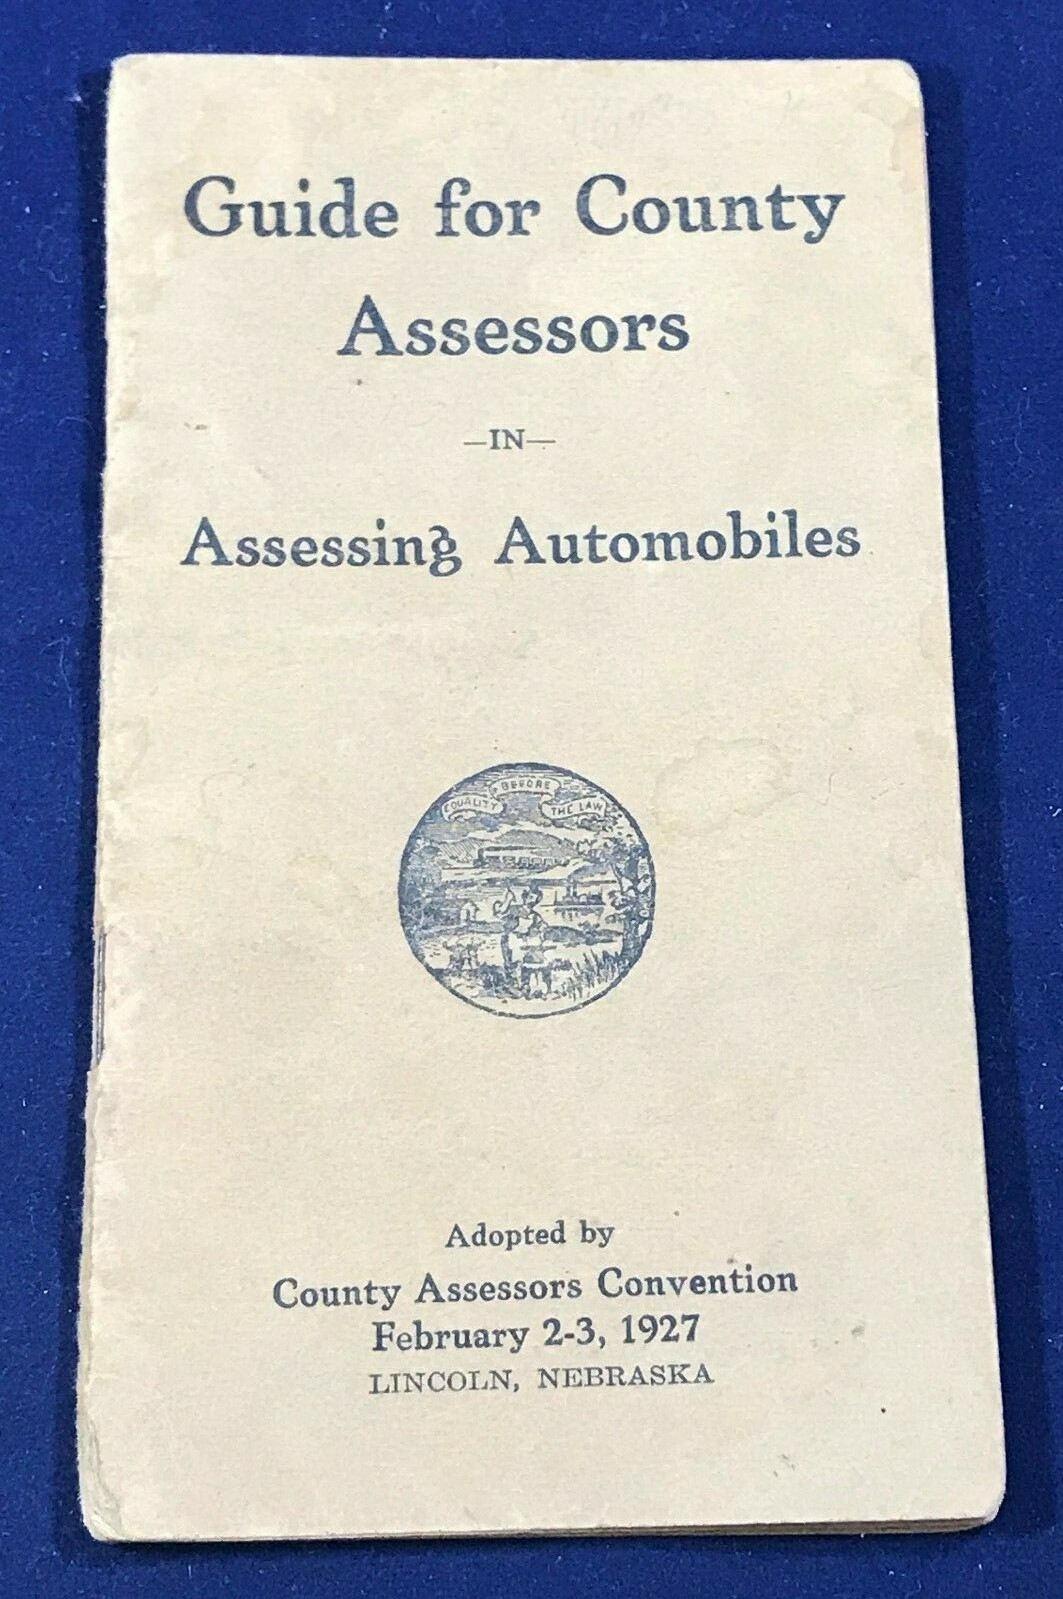 Guide for County
Assessors
—IN—
Assessing Automobiles
EQUALITY BEFORE THE LAW
Adopted by
County Assessors Convention
February 2-3, 1927
LINCOLN, NEBRASKA